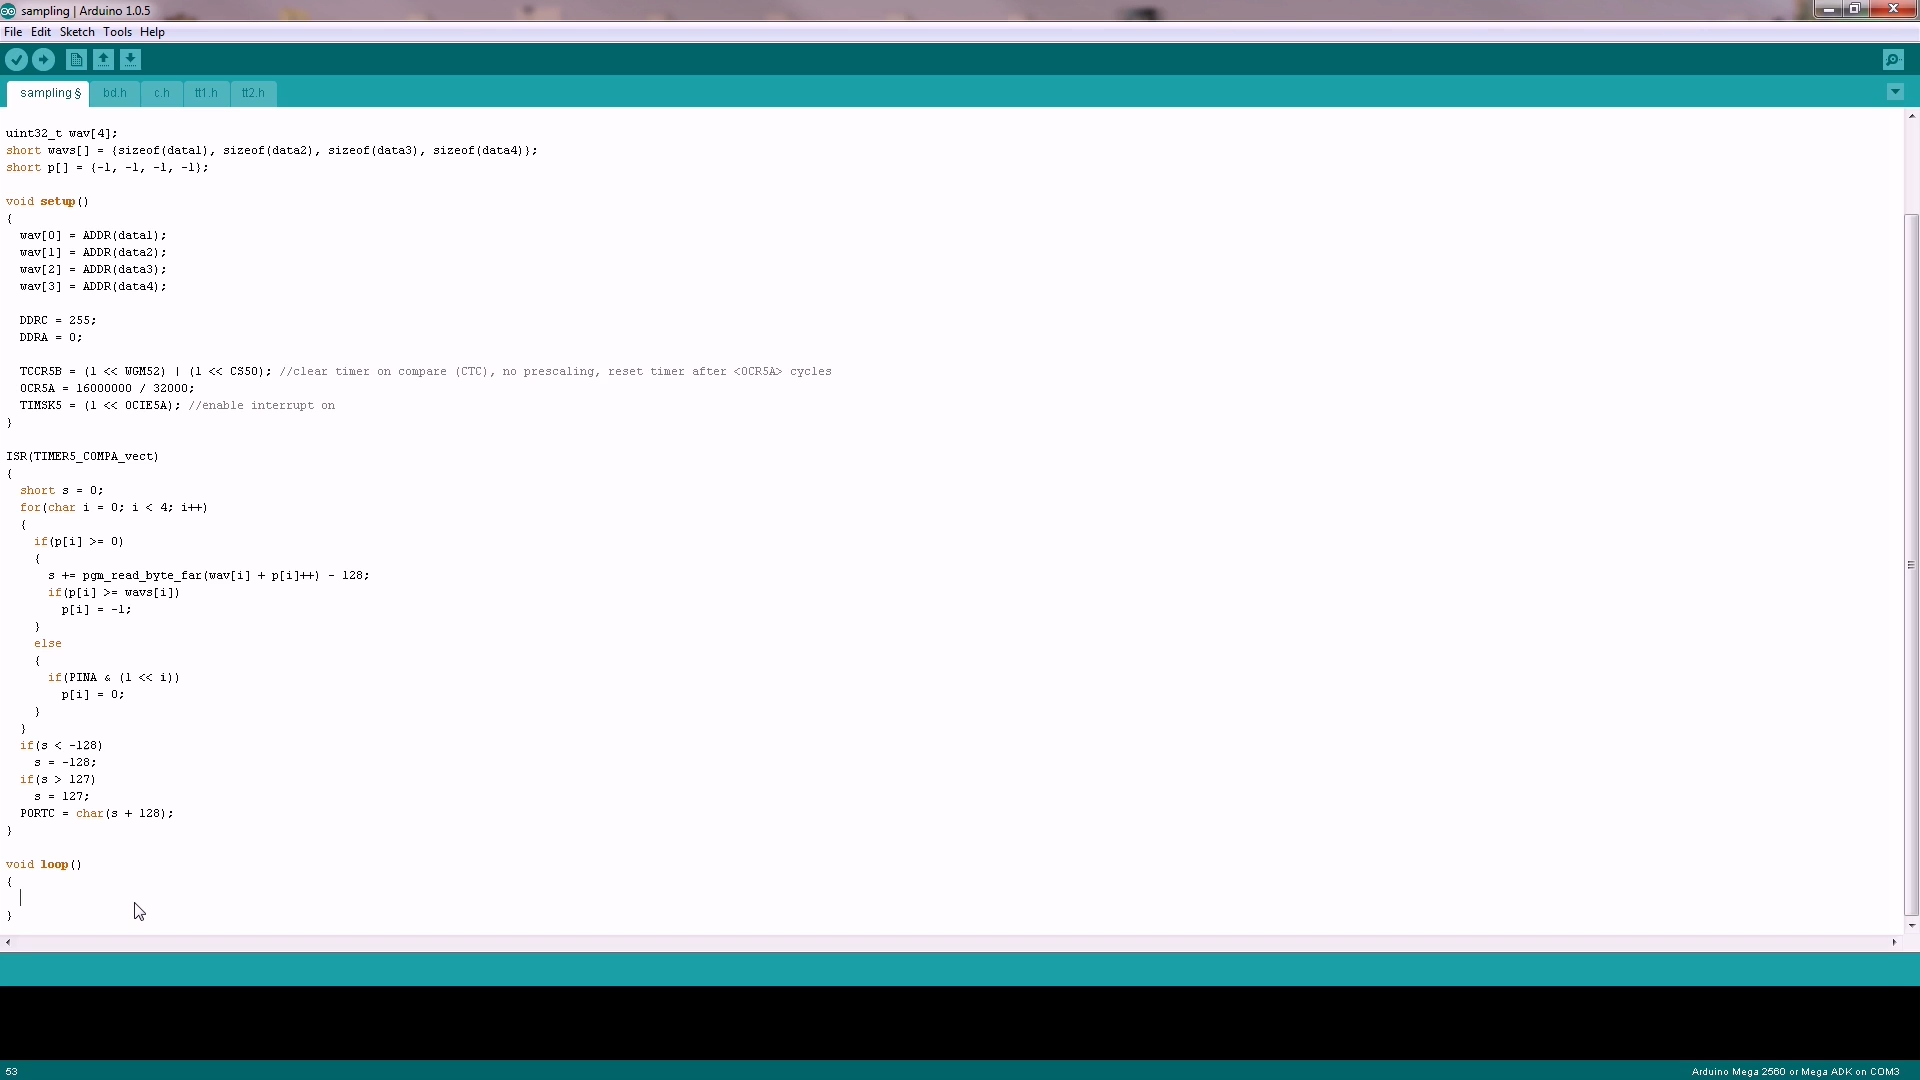 sampling | Arduino 1.0.5
File Edit Sketch Tools Help
sampling § bd.h c.h tt1.h tt2.h
uint32_t wav[4];
short wavs[] = {sizeof(data1), sizeof(data2), sizeof(data3), sizeof(data4)};
short p[] = {-1, -1, -1, -1};
void setup()
{
wav[0] = ADDR(data1);
wav[1] = ADDR(data2);
wav[2] = ADDR(data3);
wav[3] = ADDR(data4);
DDRC = 255;
DDRA = 0;
TCCR5B = (1 << WGM52) | (1 << CS50); //clear timer on compare (CTC), no prescaling, reset timer after <OCR5A> cycles
OCR5A = 16000000 / 32000;
TIMSK5 = (1 << OCIE5A); //enable interrupt on
}
ISR(TIMER5_COMPA_vect)
{
short s = 0;
for(char i = 0; i < 4; i++)
{
if(p[i] >= 0)
{
s += pgm_read_byte_far(wav[i] + p[i]++) - 128;
if(p[i] >= wavs[i])
p[i] = -1;
}
else
{
if(PINA & (1 << i))
p[i] = 0;
}
}
if(s < -128)
s = -128;
if(s > 127)
s = 127;
PORTC = char(s + 128);
}
void loop()
{
}
53 Arduino Mega 2560 or Mega ADK on COM3